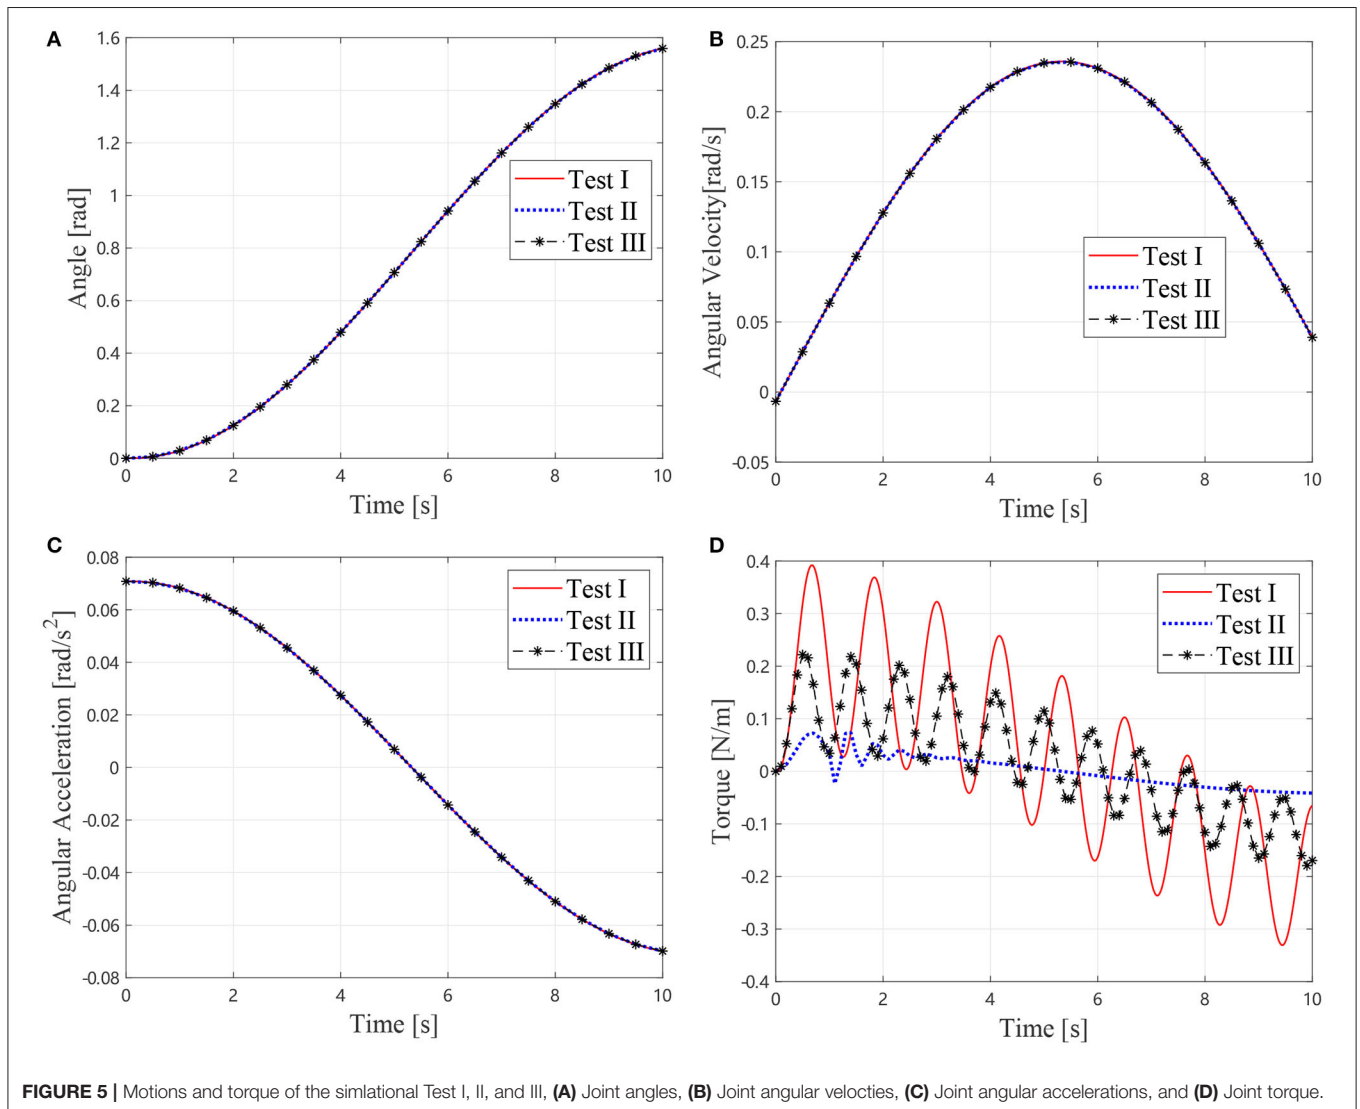 A
1.6
1.4
1.2
1
0.8
0.6
0.4
0.2
0
Angle [rad]
Test I
Test II
Test III
0 2 4 6 8 10
Time [s]
B
0.25
0.2
0.15
0.1
0.05
0
-0.05
Angular Velocity[rad/s]
Test I
Test II
Test III
0 2 4 6 8 10
Time [s]
C
0.08
0.06
0.04
0.02
0
-0.02
-0.04
-0.06
-0.08
Angular Acceleration [rad/s²]
Test I
Test II
Test III
0 2 4 6 8 10
Time [s]
D
0.4
0.3
0.2
0.1
0
-0.1
-0.2
-0.3
-0.4
Torque [N/m]
Test I
Test II
Test III
0 2 4 6 8 10
Time [s]
FIGURE 5 | Motions and torque of the simlational Test I, II, and III, (A) Joint angles, (B) Joint angular velocties, (C) Joint angular accelerations, and (D) Joint torque.